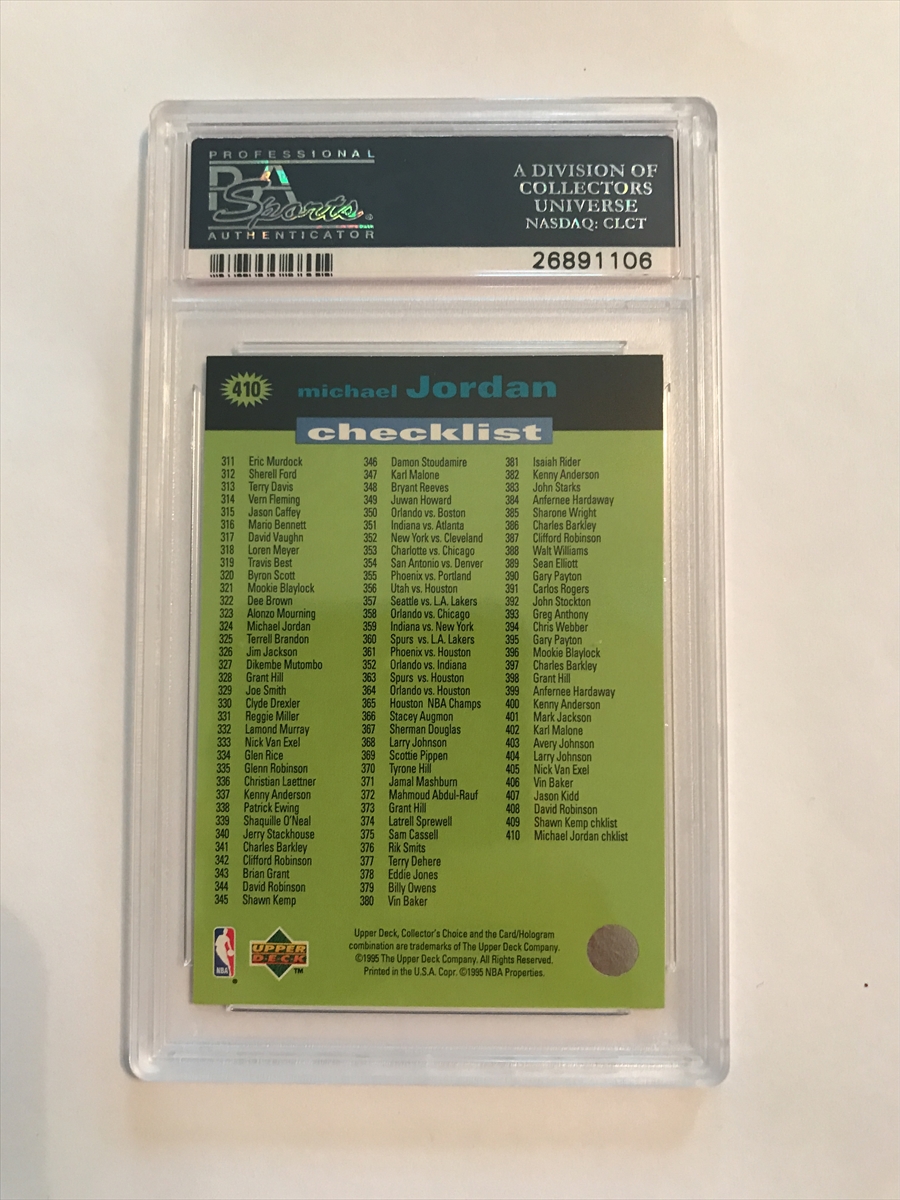 PROFESSIONAL
PSA
Sports
AUTHENTICATOR
A DIVISION OF
COLLECTORS
UNIVERSE
NASDAQ: CLCT
26891106
410
michael Jordan
checklist
311 Eric Murdock
312 Sherell Ford
313 Terry Davis
314 Vern Fleming
315 Jason Caffey
316 Mario Bennett
317 David Vaughn
318 Loren Meyer
319 Travis Best
320 Byron Scott
321 Mookie Blaylock
322 Dee Brown
323 Alonzo Mourning
324 Michael Jordan
325 Terrell Brandon
326 Jim Jackson
327 Dikembe Mutombo
328 Grant Hill
329 Joe Smith
330 Clyde Drexler
331 Reggie Miller
332 Lamond Murray
333 Nick Van Exel
334 Glen Rice
335 Glenn Robinson
336 Christian Laettner
337 Kenny Anderson
338 Patrick Ewing
339 Shaquille O'Neal
340 Jerry Stackhouse
341 Charles Barkley
342 Clifford Robinson
343 Brian Grant
344 David Robinson
345 Shawn Kemp
346 Damon Stoudamire
347 Karl Malone
348 Bryant Reeves
349 Juwan Howard
350 Orlando vs. Boston
351 Indiana vs. Atlanta
352 New York vs. Cleveland
353 Charlotte vs. Chicago
354 San Antonio vs. Denver
355 Phoenix vs. Portland
356 Utah vs. Houston
357 Seattle vs. L.A. Lakers
358 Orlando vs. Chicago
359 Indiana vs. New York
360 Spurs vs. L.A. Lakers
361 Phoenix vs. Houston
352 Orlando vs. Indiana
363 Spurs vs. Houston
364 Orlando vs. Houston
365 Houston NBA Champs
366 Stacey Augmon
367 Sherman Douglas
368 Larry Johnson
369 Scottie Pippen
370 Tyrone Hill
371 Jamal Mashburn
372 Mahmoud Abdul-Rauf
373 Grant Hill
374 Latrell Sprewell
375 Sam Cassell
376 Rik Smits
377 Terry Dehere
378 Eddie Jones
379 Billy Owens
380 Vin Baker
381 Isaiah Rider
382 Kenny Anderson
383 John Starks
384 Anfernee Hardaway
385 Sharone Wright
386 Charles Barkley
387 Clifford Robinson
388 Walt Williams
389 Sean Elliott
390 Gary Payton
391 Carlos Rogers
392 John Stockton
393 Greg Anthony
394 Chris Webber
395 Gary Payton
396 Mookie Blaylock
397 Charles Barkley
398 Grant Hill
399 Anfernee Hardaway
400 Kenny Anderson
401 Mark Jackson
402 Karl Malone
403 Avery Johnson
404 Larry Johnson
405 Nick Van Exel
406 Vin Baker
407 Jason Kidd
408 David Robinson
409 Shawn Kemp chklist
410 Michael Jordan chklist
NBA
UPPER
DECK
TM
Upper Deck, Collector's Choice and the Card/Hologram
combination are trademarks of The Upper Deck Company.
©1995 The Upper Deck Company. All Rights Reserved.
Printed in the U.S.A. Copr. ©1995 NBA Properties.